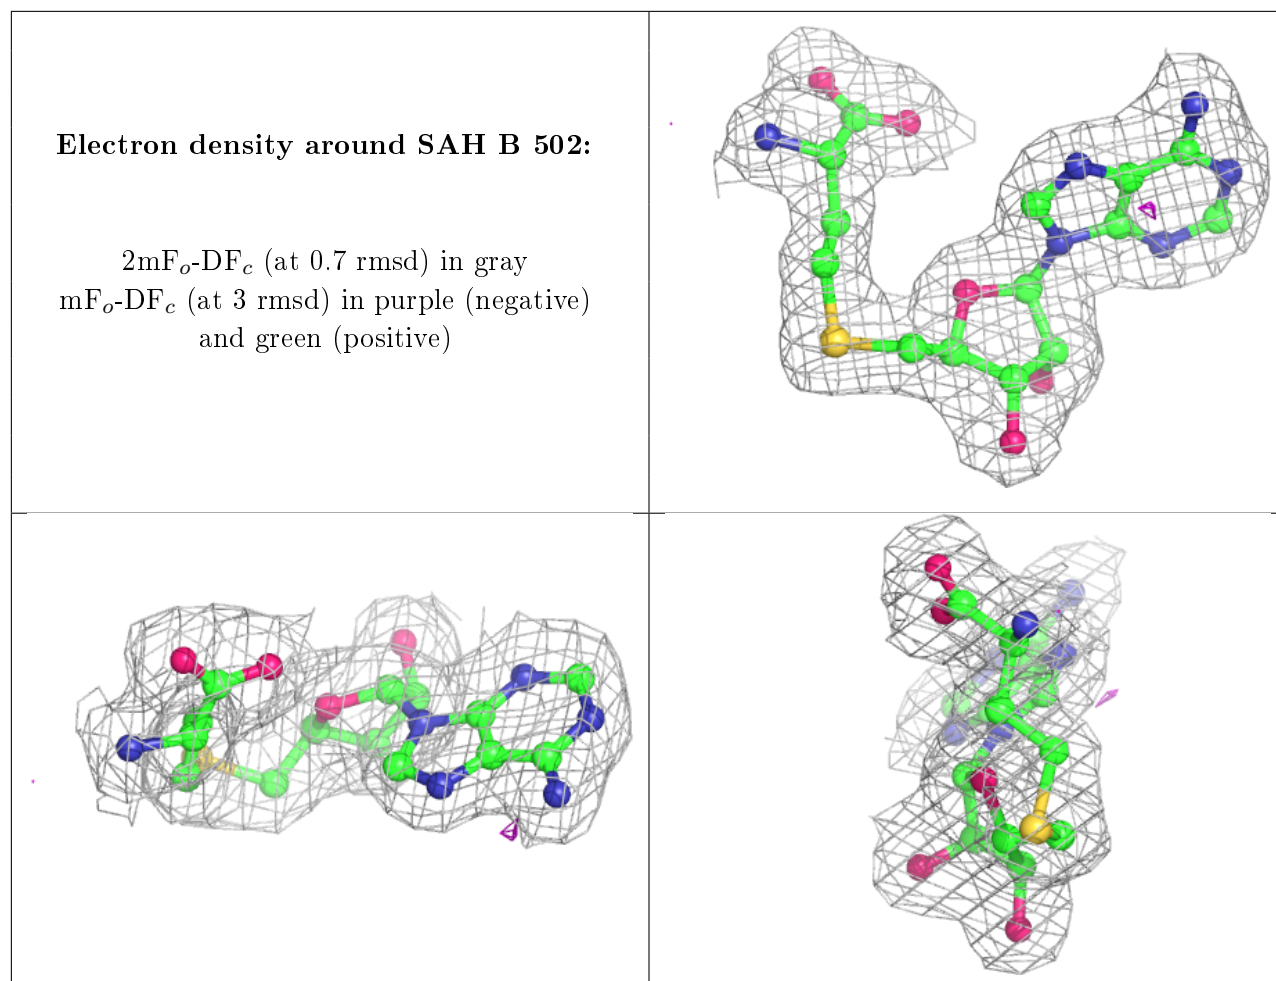 Electron density around SAH B 502:
2mFo-DFc (at 0.7 rmsd) in gray
mFo-DFc (at 3 rmsd) in purple (negative)
and green (positive)